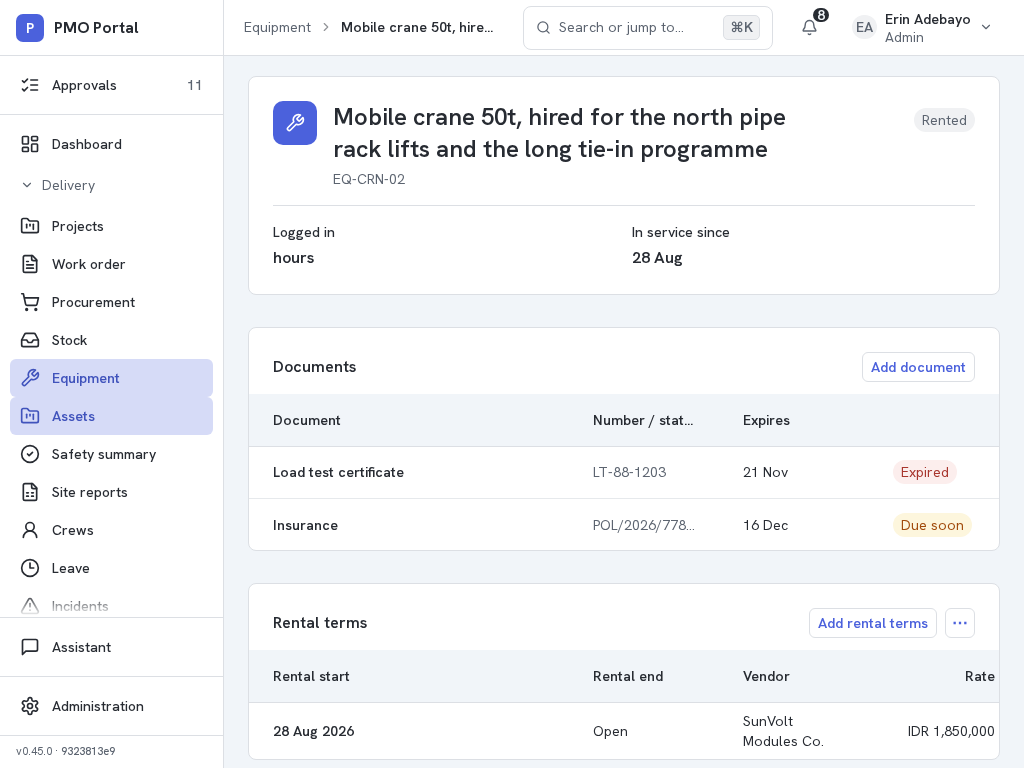 P PMO Portal
Equipment > Mobile crane 50t, hire...
Search or jump to... ⌘K
8
EA
Erin Adebayo
Admin
Approvals 11
Dashboard
Delivery
Projects
Work order
Procurement
Stock
Equipment
Assets
Safety summary
Site reports
Crews
Leave
Incidents
Assistant
Administration
v0.45.0 · 9323813e9
Mobile crane 50t, hired for the north pipe
rack lifts and the long tie-in programme
EQ-CRN-02
Rented
Logged in In service since
hours 28 Aug
Documents Add document
Document Number / stat... Expires
Load test certificate LT-88-1203 21 Nov Expired
Insurance POL/2026/778... 16 Dec Due soon
Rental terms Add rental terms ...
Rental start Rental end Vendor Rate
28 Aug 2026 Open SunVolt
Modules Co. IDR 1,850,000